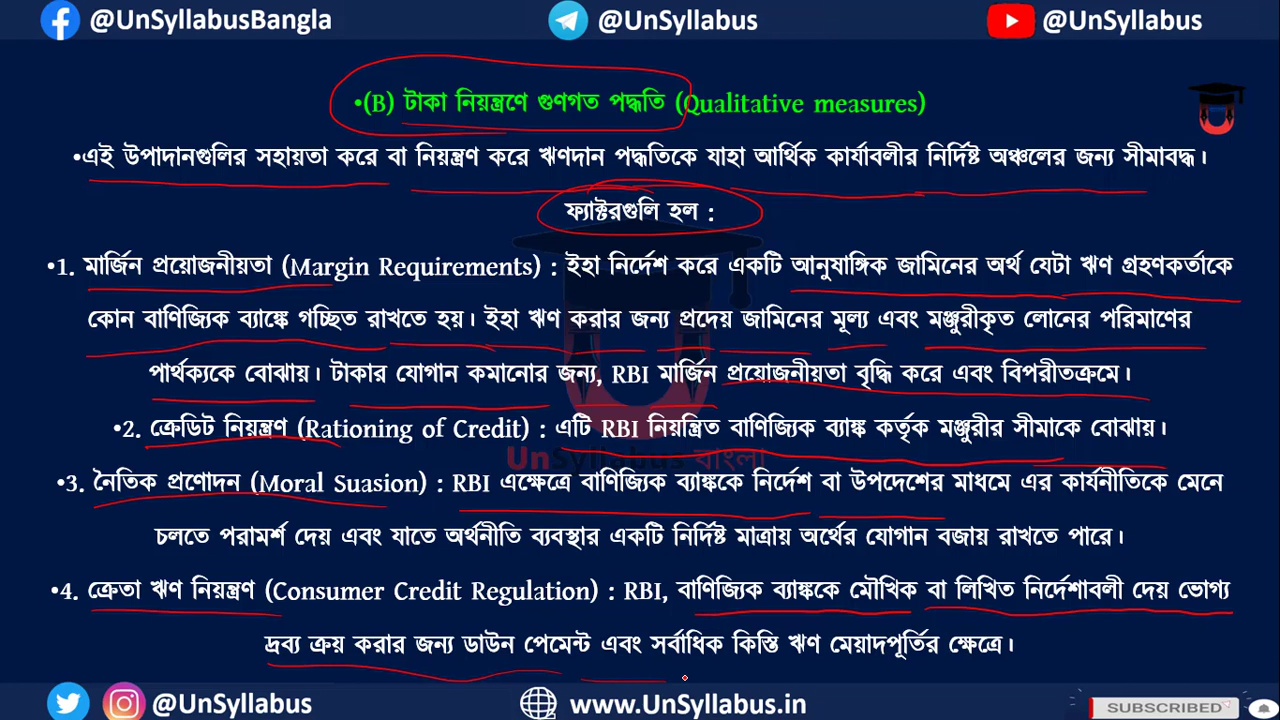 @UnSyllabusBangla @UnSyllabus @UnSyllabus
•(B) টাকা নিয়ন্ত্রণে গুণগত পদ্ধতি (Qualitative measures)
•এই উপাদানগুলির সহায়তা করে বা নিয়ন্ত্রণ করে ঋণদান পদ্ধতিকে যাহা আর্থিক কার্যাবলীর নির্দিষ্ট অঞ্চলের জন্য সীমাবদ্ধ।
ফ্যাক্টরগুলি হল :
•1. মার্জিন প্রয়োজনীয়তা (Margin Requirements) : ইহা নির্দেশ করে একটি আনুষাঙ্গিক জামিনের অর্থ যেটা ঋণ গ্রহণকর্তাকে
কোন বাণিজ্যিক ব্যাঙ্কে গচ্ছিত রাখতে হয়। ইহা ঋণ করার জন্য প্রদেয় জামিনের মূল্য এবং মঞ্জুরীকৃত লোনের পরিমাণের
পার্থক্যকে বোঝায়। টাকার যোগান কমানোর জন্য, RBI মার্জিন প্রয়োজনীয়তা বৃদ্ধি করে এবং বিপরীতক্রমে।
•2. ক্রেডিট নিয়ন্ত্রণ (Rationing of Credit) : এটি RBI নিয়ন্ত্রিত বাণিজ্যিক ব্যাঙ্ক কর্তৃক মঞ্জুরীর সীমাকে বোঝায়।
UnSyllabus বাংলা
•3. নৈতিক প্রণোদন (Moral Suasion) : RBI এক্ষেত্রে বাণিজ্যিক ব্যাঙ্ককে নির্দেশ বা উপদেশের মাধমে এর কার্যনীতিকে মেনে
চলতে পরামর্শ দেয় এবং যাতে অর্থনীতি ব্যবস্থার একটি নির্দিষ্ট মাত্রায় অর্থের যোগান বজায় রাখতে পারে।
•4. ক্রেতা ঋণ নিয়ন্ত্রণ (Consumer Credit Regulation) : RBI, বাণিজ্যিক ব্যাঙ্ককে মৌখিক বা লিখিত নির্দেশাবলী দেয় ভোগ্য
দ্রব্য ক্রয় করার জন্য ডাউন পেমেন্ট এবং সর্বাধিক কিস্তি ঋণ মেয়াদপূর্তির ক্ষেত্রে।
@UnSyllabus www.UnSyllabus.in SUBSCRIBED